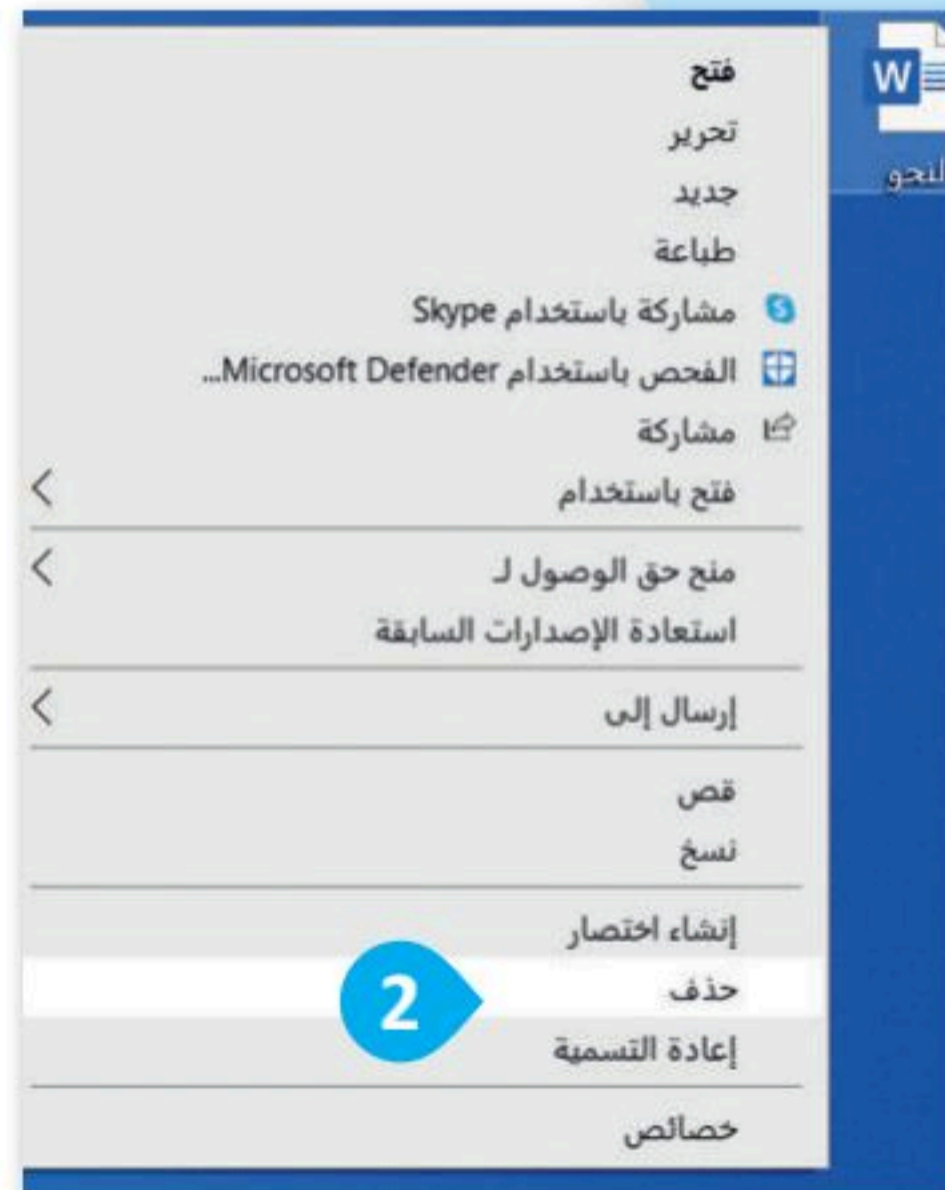 W
النحو
فتح
تحرير
جديد
طباعة
مشاركة باستخدام Skype
الفحص باستخدام Microsoft Defender...
مشاركة
فتح باستخدام
منح حق الوصول لـ
استعادة الإصدارات السابقة
إرسال إلى
قص
نسخ
إنشاء اختصار
حذف
2
إعادة التسمية
خصائص